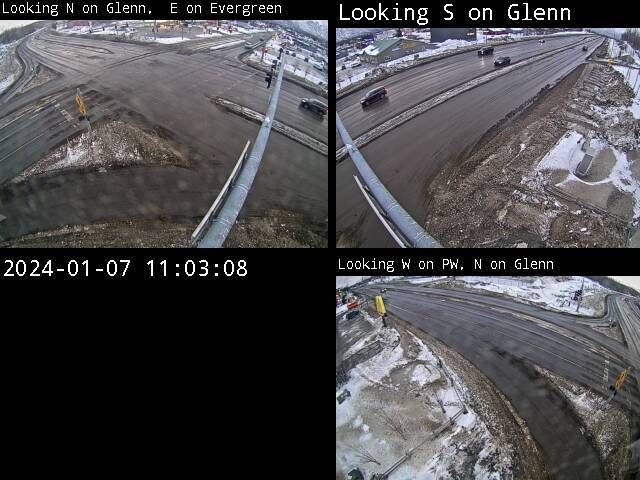 Looking N on Glenn,  E on Evergreen
Looking S on Glenn
2024-01-07 11:03:08
Looking W on PW, N on Glenn